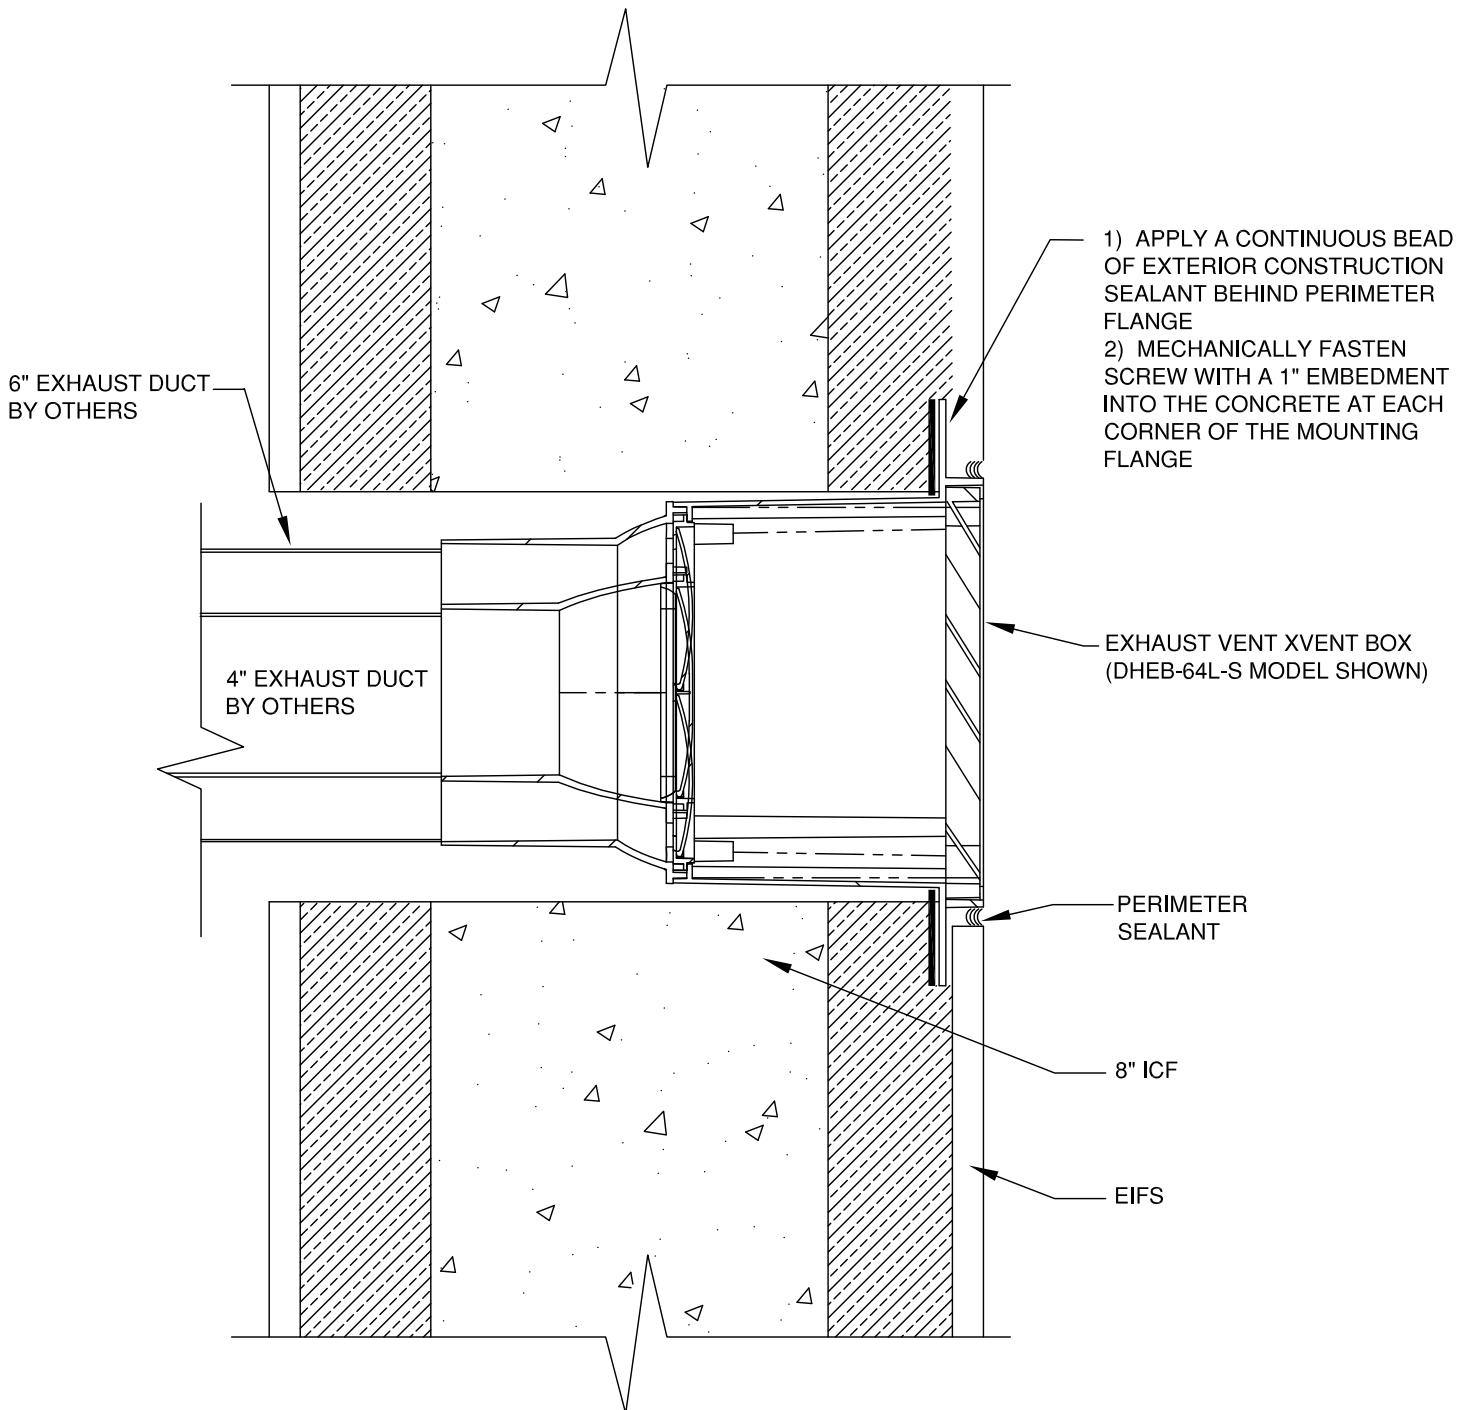 1) APPLY A CONTINUOUS BEAD
OF EXTERIOR CONSTRUCTION
SEALANT BEHIND PERIMETER
FLANGE
2) MECHANICALLY FASTEN
SCREW WITH A 1" EMBEDMENT
INTO THE CONCRETE AT EACH
CORNER OF THE MOUNTING
FLANGE
6" EXHAUST DUCT
BY OTHERS
4" EXHAUST DUCT
BY OTHERS
EXHAUST VENT XVENT BOX
(DHEB-64L-S MODEL SHOWN)
PERIMETER
SEALANT
8" ICF
EIFS